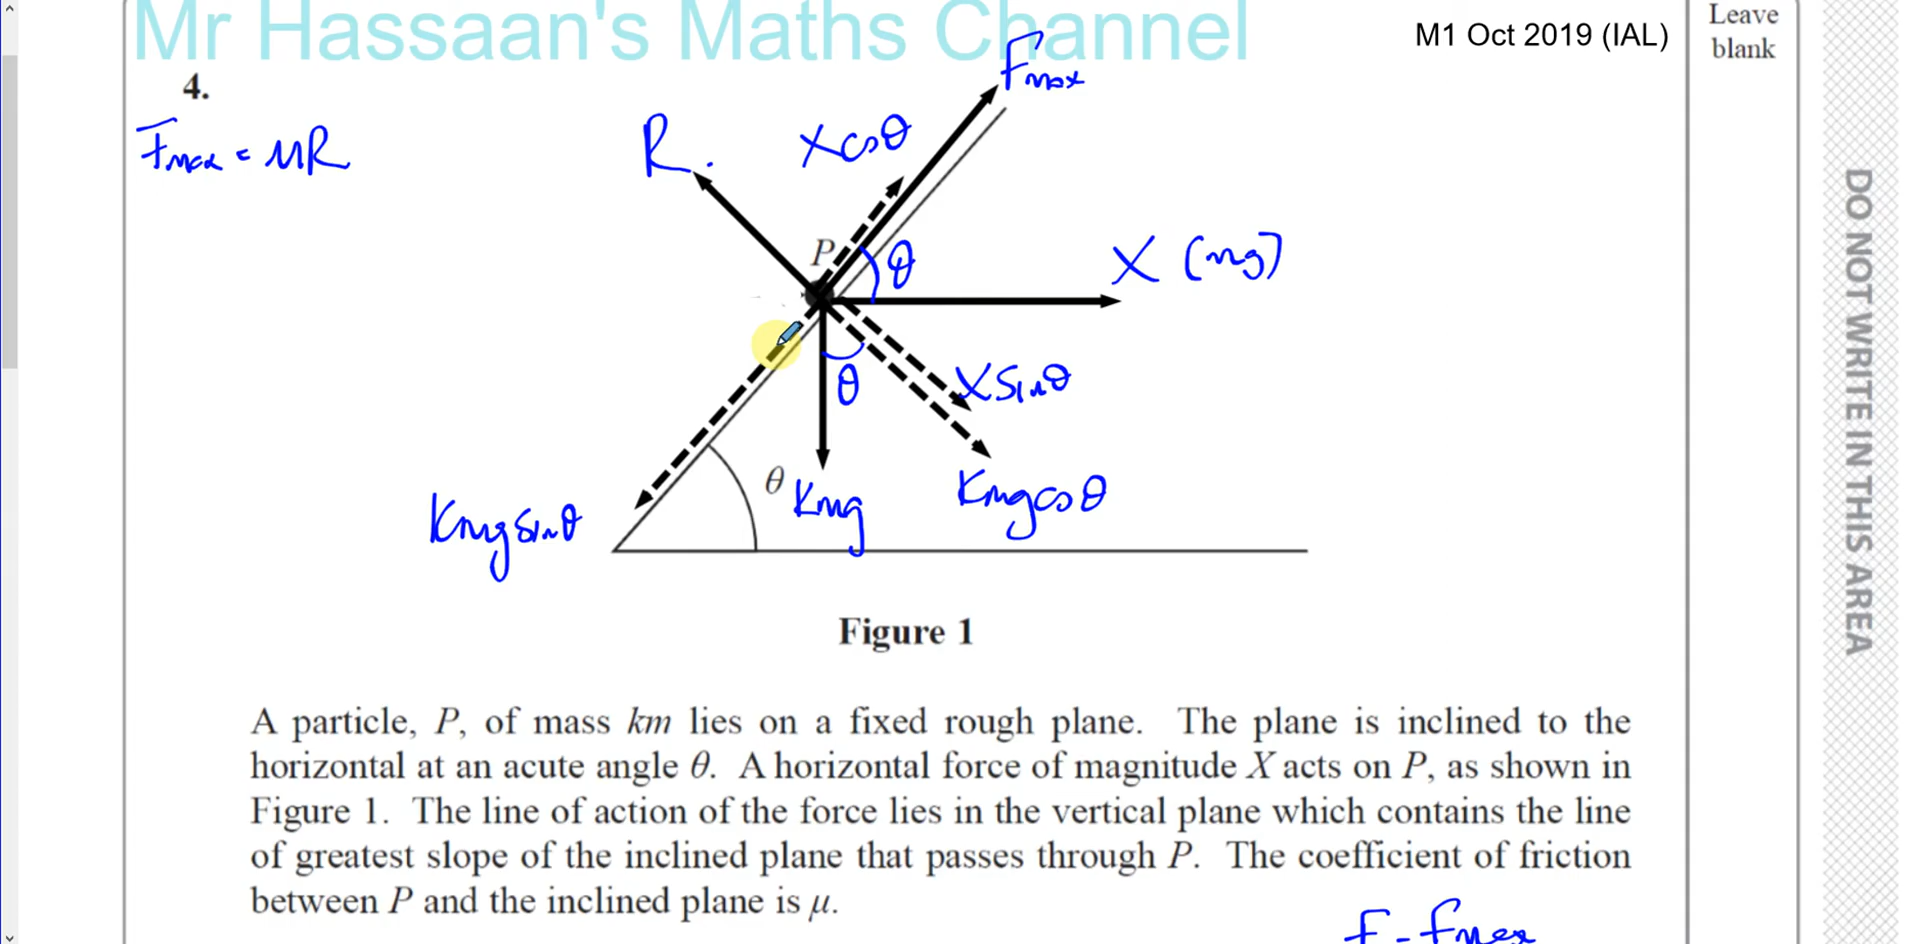 Mr Hassaan's Maths Channel
M1 Oct 2019 (IAL)
Leave
blank
4.
Fmax = μR
R
Xcosθ
Fmax
P
θ
X (mg)
θ
Xsinθ
θ
Kmg
Kmgcosθ
Kmgsinθ
Figure 1
A particle, P, of mass km lies on a fixed rough plane. The plane is inclined to the
horizontal at an acute angle θ. A horizontal force of magnitude X acts on P, as shown in
Figure 1. The line of action of the force lies in the vertical plane which contains the line
of greatest slope of the inclined plane that passes through P. The coefficient of friction
between P and the inclined plane is μ.
F = Fmax
DO NOT WRITE IN THIS AREA